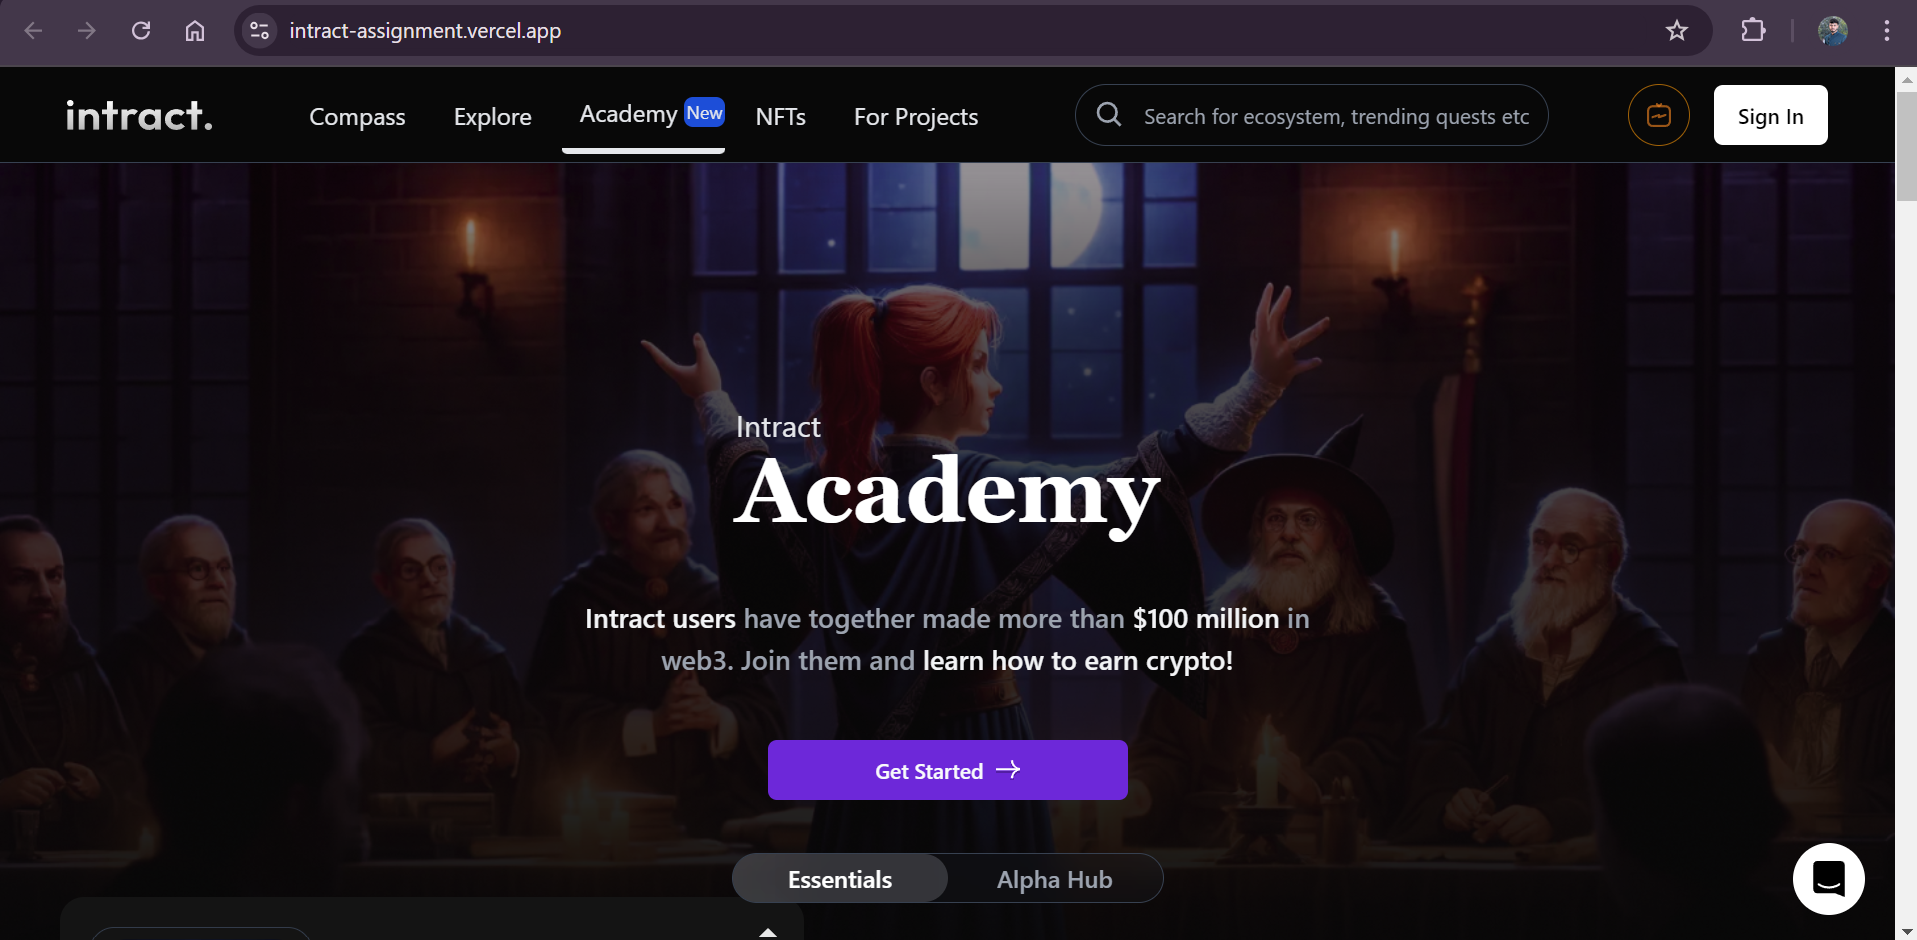 intract-assignment.vercel.app
intract.
Compass
Explore
Academy New
NFTs
For Projects
Search for ecosystem, trending quests etc
Sign In
Intract
Academy
Intract users have together made more than $100 million in
web3. Join them and learn how to earn crypto!
Get Started →
Essentials
Alpha Hub